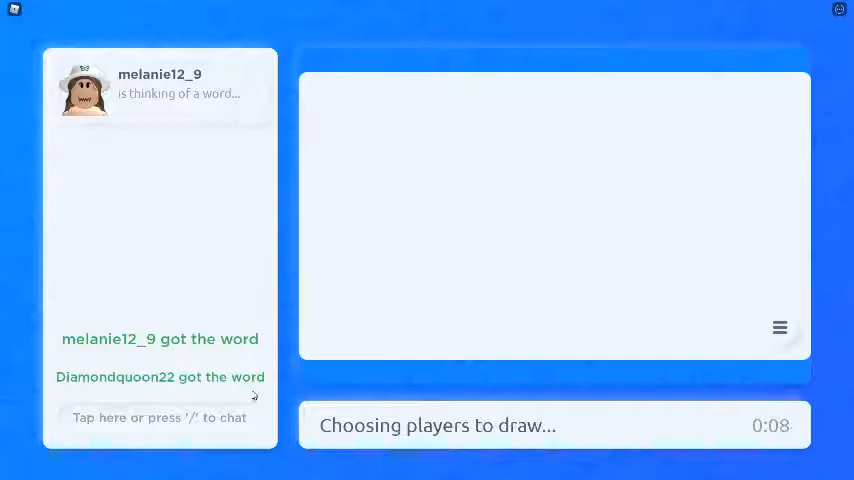 melanie12_9
is thinking of a word...
melanie12_9 got the word
Diamondquoon22 got the word
Tap here or press '/' to chat
Choosing players to draw...
0:08